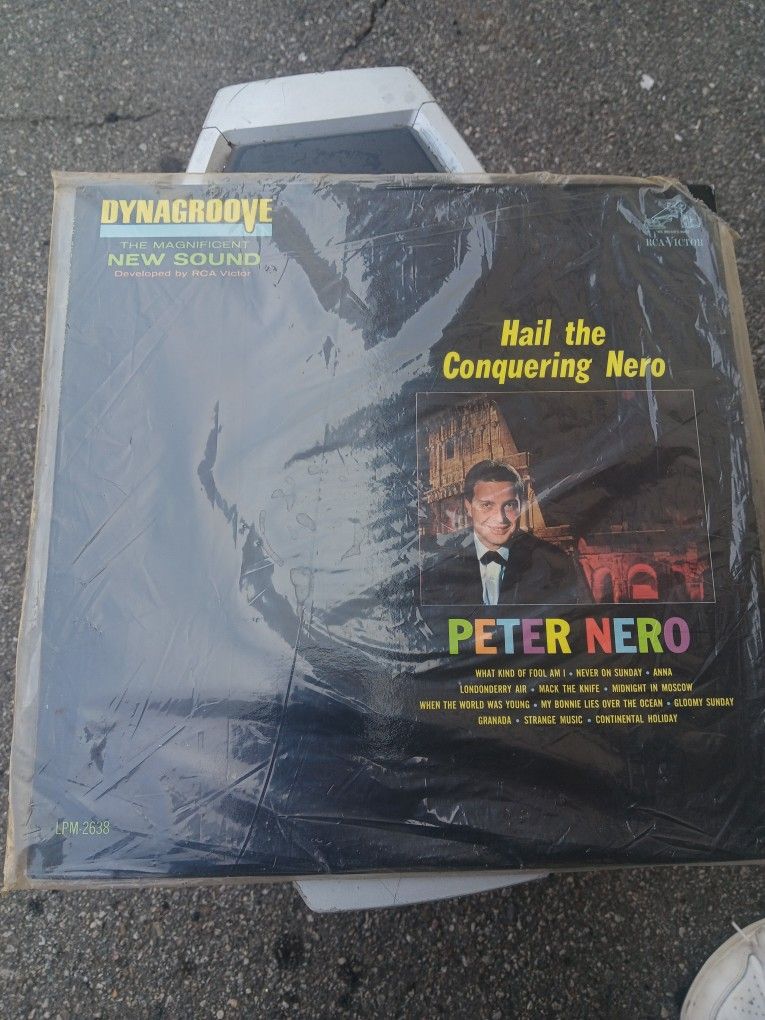 DYNAGROOVE
THE MAGNIFICENT
NEW SOUND
Developed by RCA Victor
RCA VICTOR
Hail the
Conquering Nero
PETER NERO
WHAT KIND OF FOOL AM I • NEVER ON SUNDAY • ANNA
LONDONDERRY AIR • MACK THE KNIFE • MIDNIGHT IN MOSCOW
WHEN THE WORLD WAS YOUNG • MY BONNIE LIES OVER THE OCEAN • GLOOMY SUNDAY
GRANADA • STRANGE MUSIC • CONTINENTAL HOLIDAY
LPM-2638